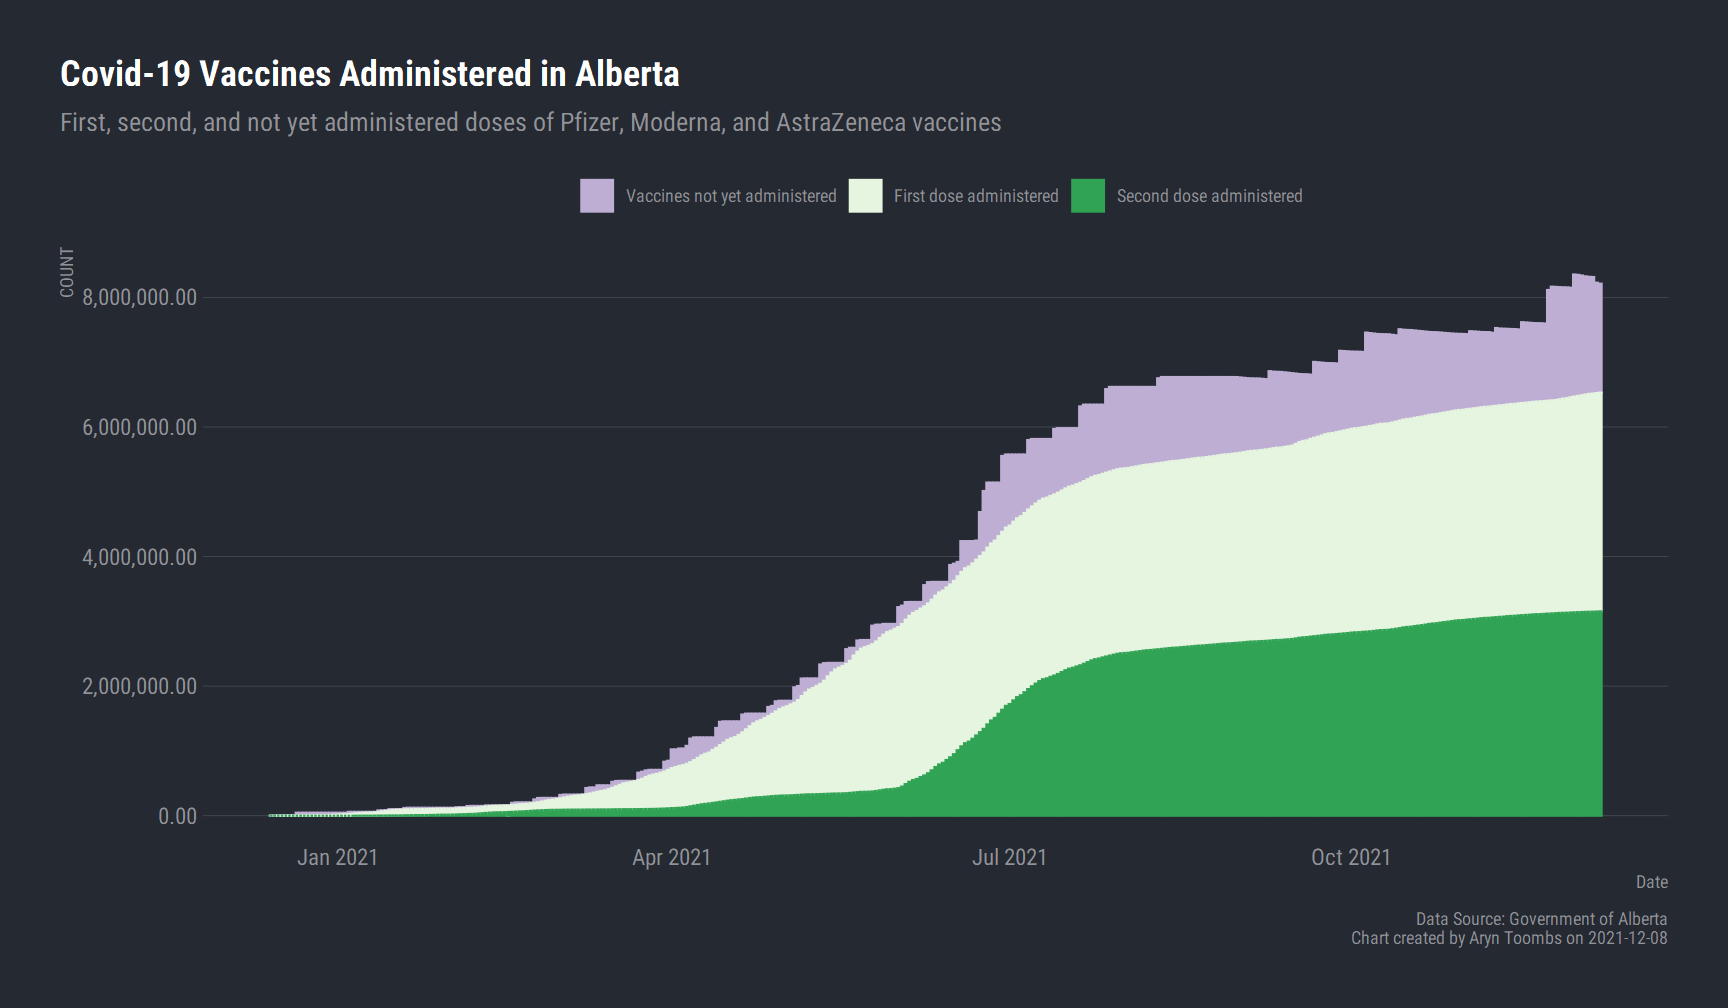 Covid-19 Vaccines Administered in Alberta
First, second, and not yet administered doses of Pfizer, Moderna, and AstraZeneca vaccines
Vaccines not yet administered First dose administered Second dose administered
COUNT
8,000,000.00
6,000,000.00
4,000,000.00
2,000,000.00
0.00
Jan 2021 Apr 2021 Jul 2021 Oct 2021
Date
Data Source: Government of Alberta
Chart created by Aryn Toombs on 2021-12-08